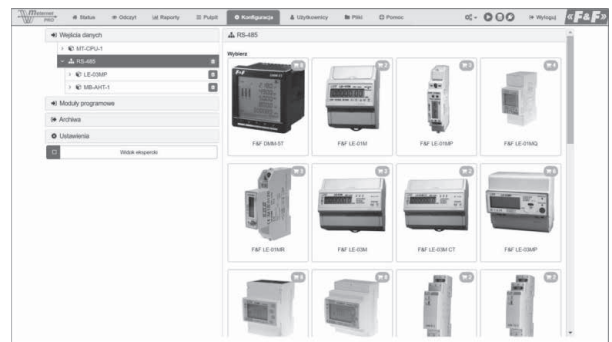 Status Odczyt Raporty Pulpit Konfiguracja Użytkownicy Pliki Pomoc Wyloguj «F&F»
Wejścia danych
MT-CPU-1
RS-485
LE-03MP
MB-AHT-1
Moduły programowe
Archiwa
Ustawienia
Widok ekspercki
RS-485
Wybierz
F&F DMM-5T
F&F LE-01M
F&F LE-01MP
F&F LE-01MQ
F&F LE-01MR
F&F LE-03M
F&F LE-03M CT
F&F LE-03MP